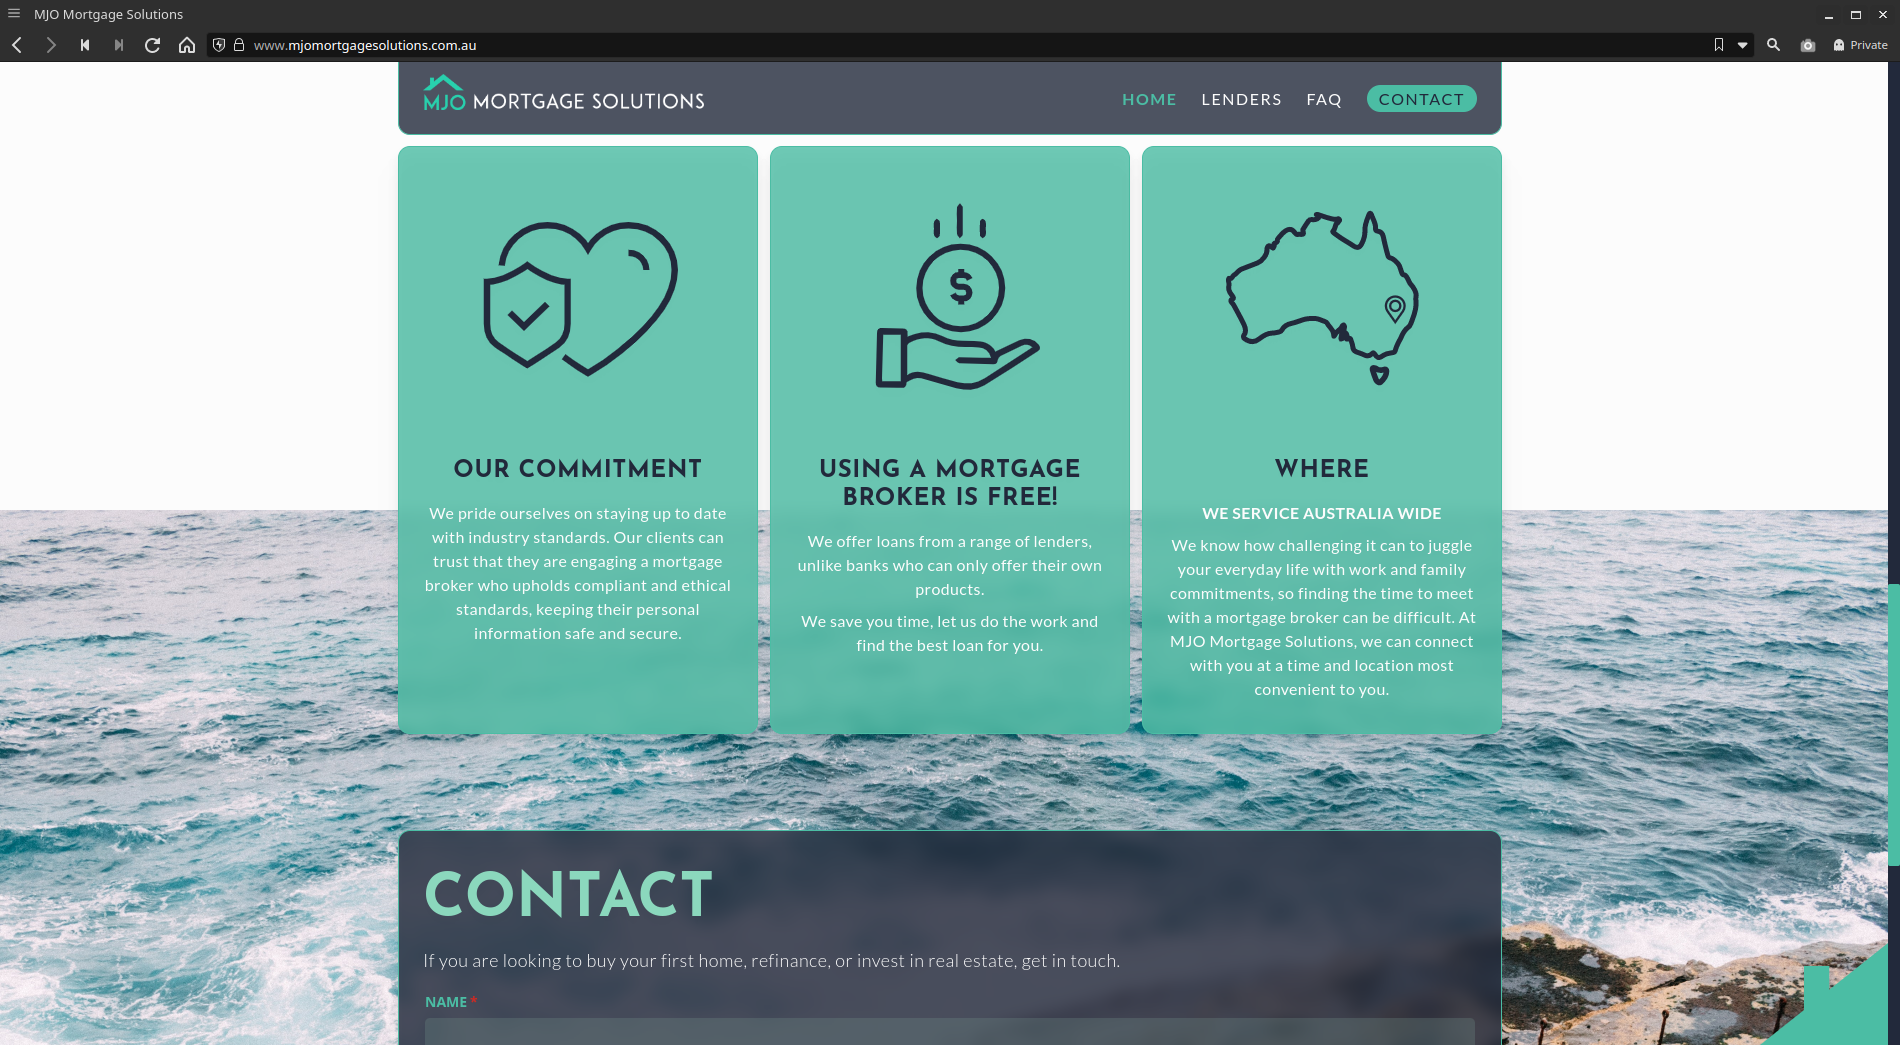 MJO Mortgage Solutions
www.mjomortgagesolutions.com.au
Private
MJO MORTGAGE SOLUTIONS
HOME
LENDERS
FAQ
CONTACT
$
OUR COMMITMENT
We pride ourselves on staying up to date
with industry standards. Our clients can
trust that they are engaging a mortgage
broker who upholds compliant and ethical
standards, keeping their personal
information safe and secure.
USING A MORTGAGE
BROKER IS FREE!
We offer loans from a range of lenders,
unlike banks who can only offer their own
products.
We save you time, let us do the work and
find the best loan for you.
WHERE
WE SERVICE AUSTRALIA WIDE
We know how challenging it can to juggle
your everyday life with work and family
commitments, so finding the time to meet
with a mortgage broker can be difficult. At
MJO Mortgage Solutions, we can connect
with you at a time and location most
convenient to you.
CONTACT
If you are looking to buy your first home, refinance, or invest in real estate, get in touch.
NAME *